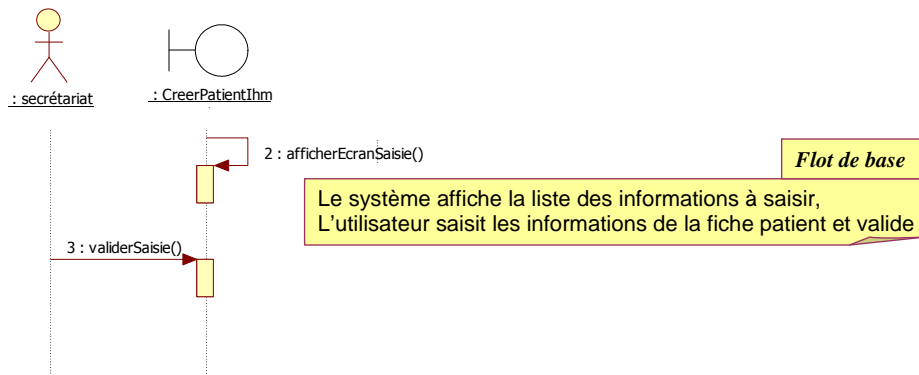 : secrétariat
: CreerPatientIhm
2 : afficherEcranSaisie()
Flot de base
Le système affiche la liste des informations à saisir,
L'utilisateur saisit les informations de la fiche patient et valide
3 : validerSaisie()